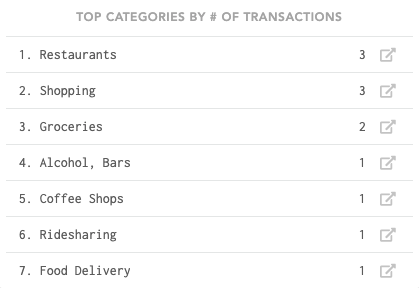 TOP CATEGORIES BY # OF TRANSACTIONS
1. Restaurants 3
2. Shopping 3
3. Groceries 2
4. Alcohol, Bars 1
5. Coffee Shops 1
6. Ridesharing 1
7. Food Delivery 1